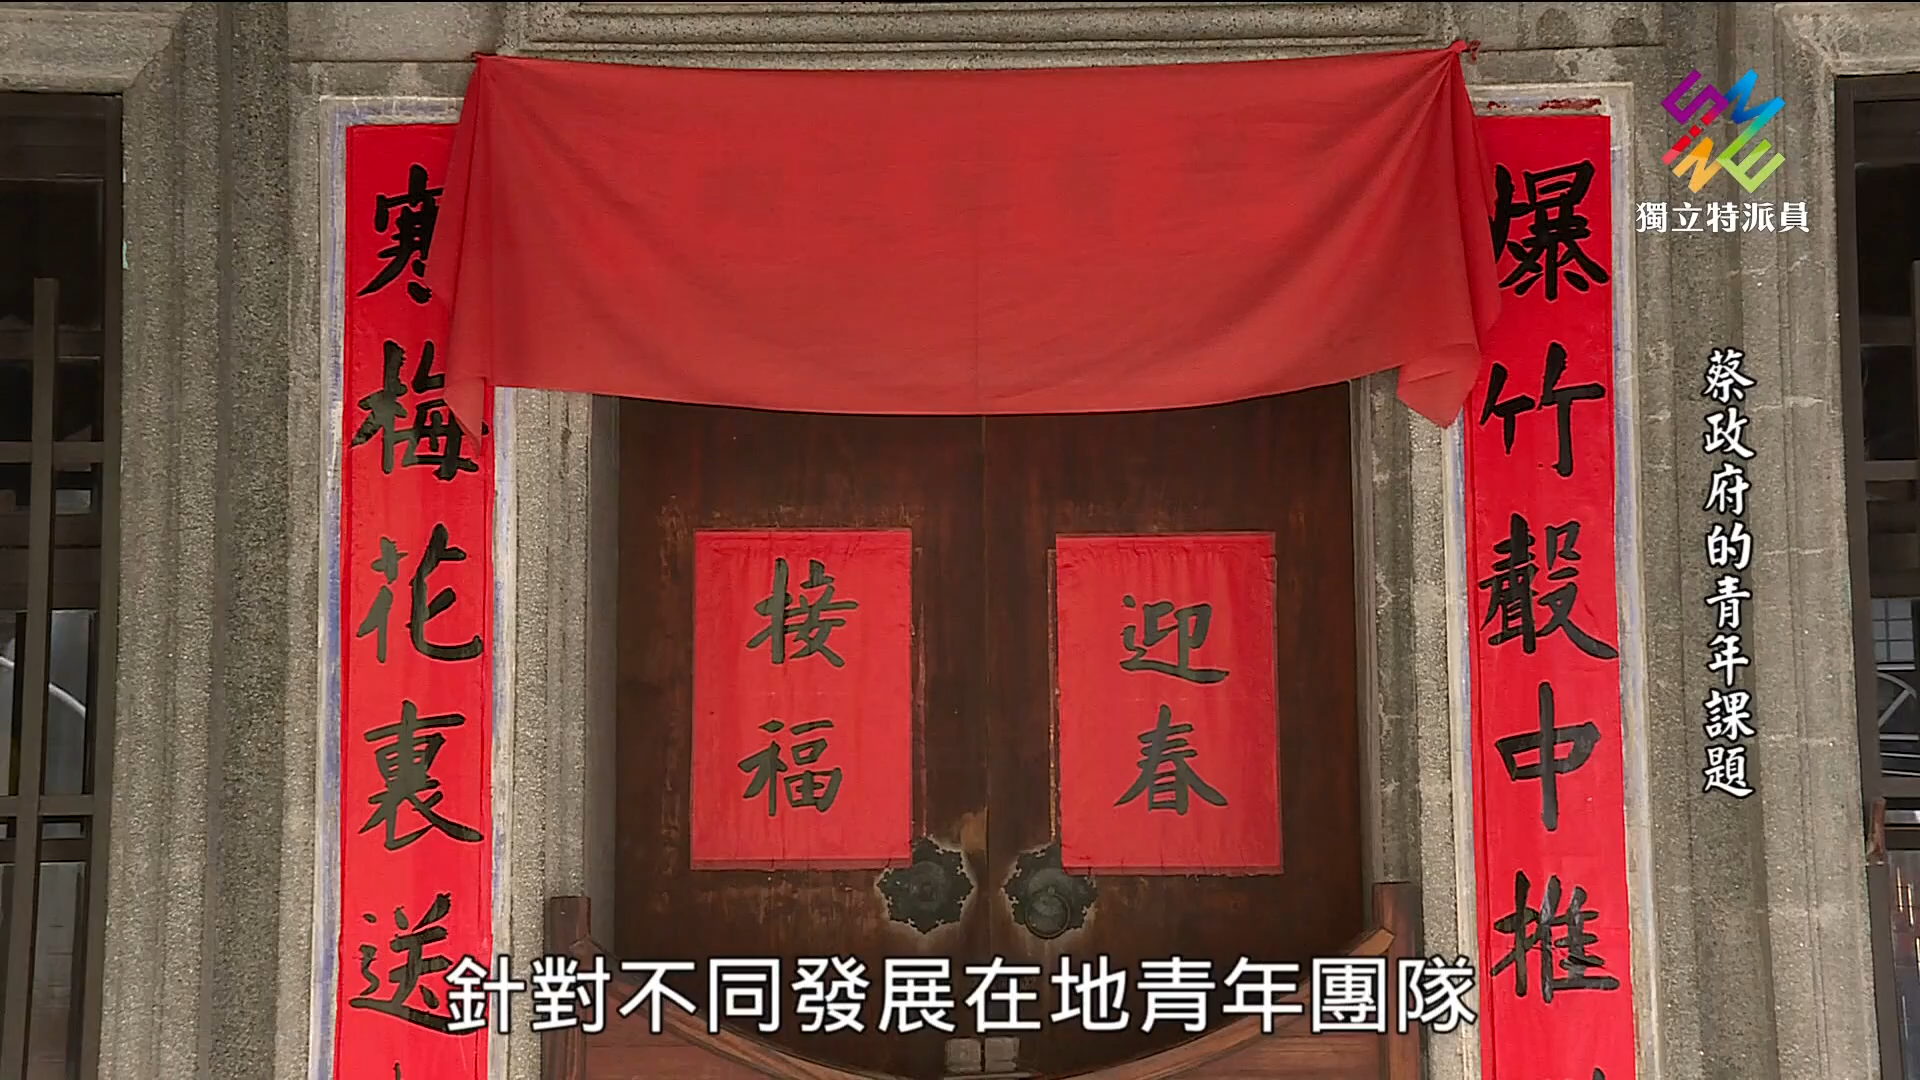 獨立特派員
蔡政府的青年課題
爆竹聲中推
寒梅花裏送
迎春
接福
針對不同發展在地青年團隊